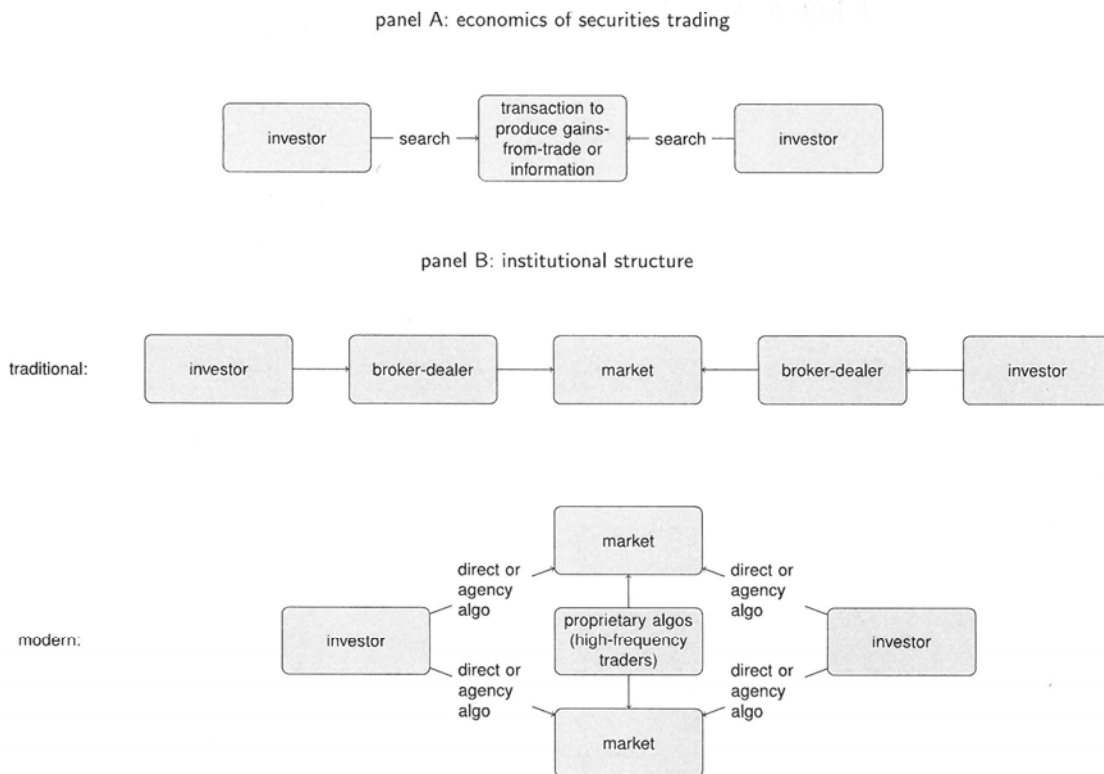 panel A: economics of securities trading
investor
search
transaction to
produce gains-
from-trade or
information
search
investor
panel B: institutional structure
traditional:
investor
broker-dealer
market
broker-dealer
investor
modern:
investor
direct or
agency
algo
direct or
agency
algo
market
proprietary algos
(high-frequency
traders)
market
direct or
agency
algo
direct or
agency
algo
investor